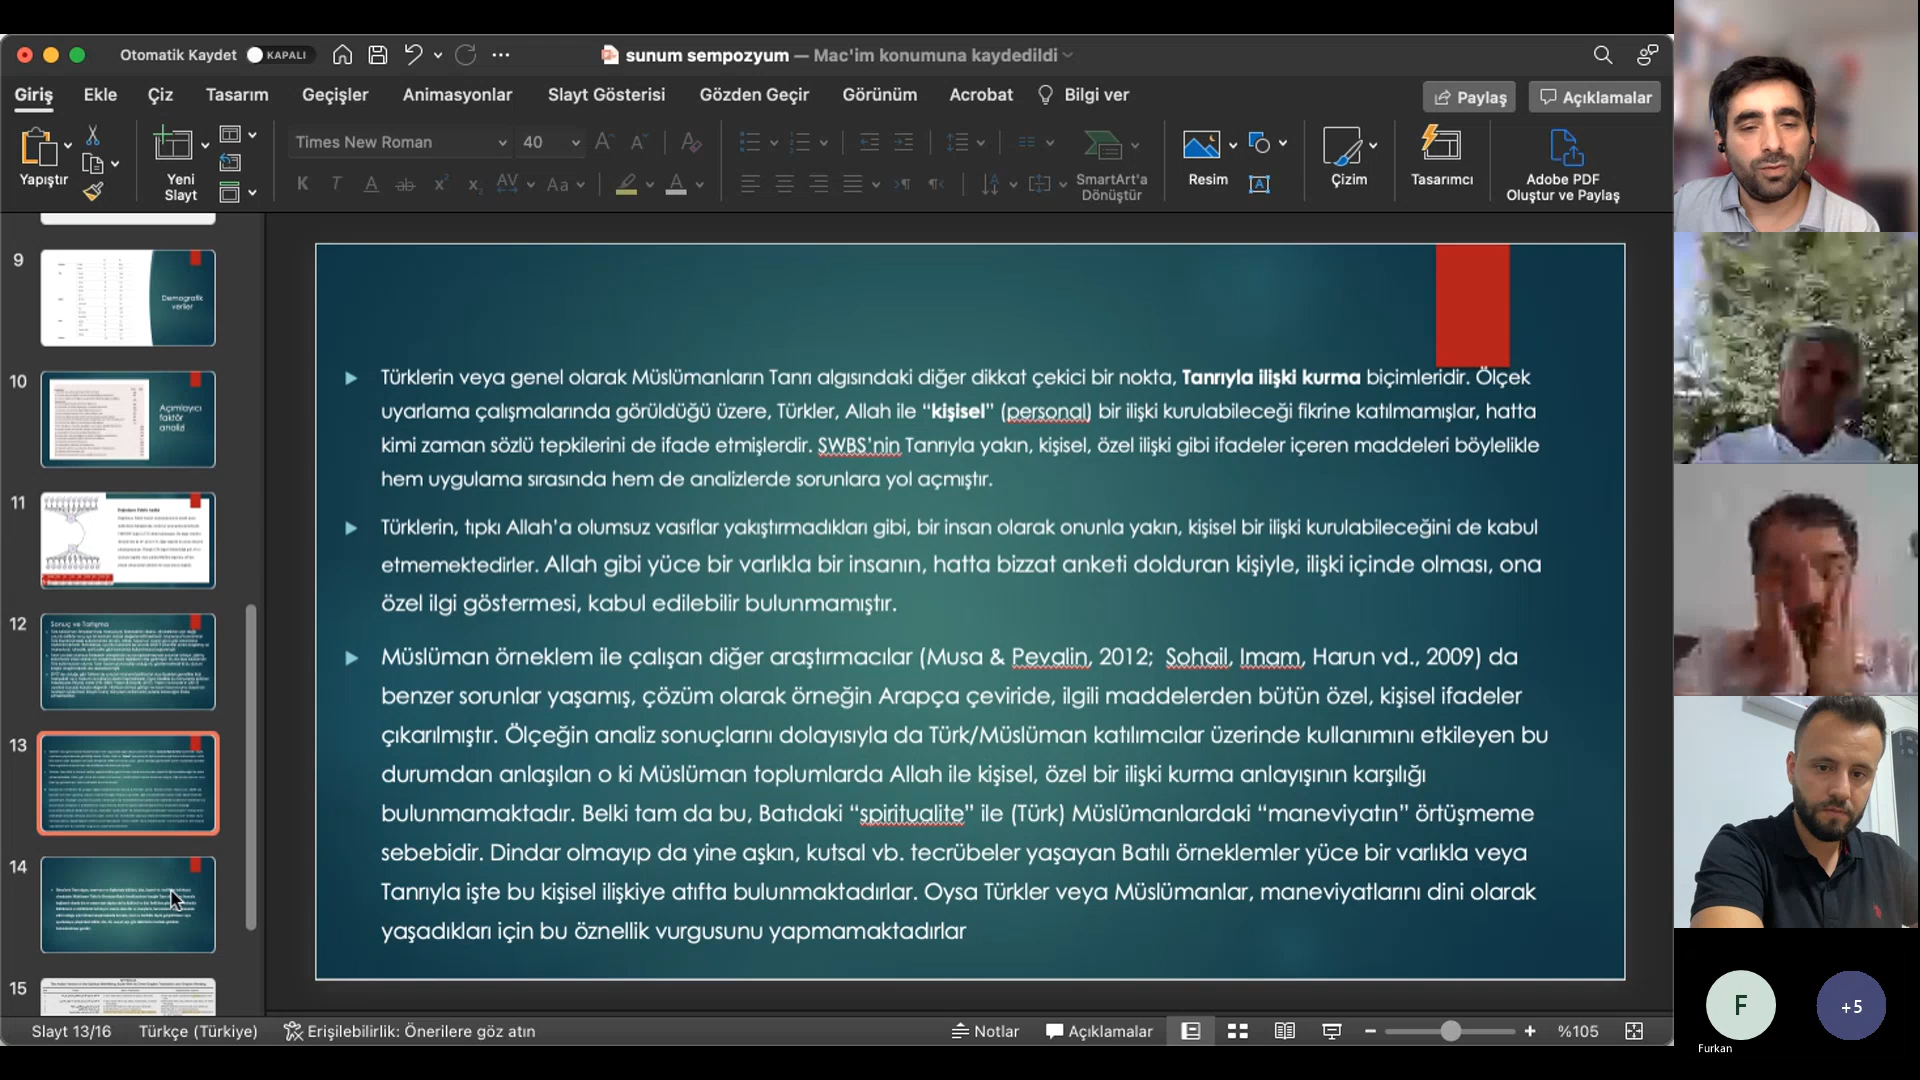 Otomatik Kaydet KAPALI
sunum sempozyum — Mac'im konumuna kaydedildi
Giriş Ekle Çiz Tasarım Geçişler Animasyonlar Slayt Gösterisi Gözden Geçir Görünüm Acrobat Bilgi ver
Paylaş Açıklamalar
Yapıştır
Yeni
Slayt
Times New Roman 40
K T A ab x² x₂ AV Aa A
SmartArt'a
Dönüştür
Resim
Çizim
Tasarımcı
Adobe PDF
Oluştur ve Paylaş
9
Demografik
veriler
10
Açımlayıcı
faktör
analizi
11
12
Sonuç ve Tartışma
13
14
15
Türklerin veya genel olarak Müslümanların Tanrı algısındaki diğer dikkat çekici bir nokta, Tanrıyla ilişki kurma biçimleridir. Ölçek
uyarlama çalışmalarında görüldüğü üzere, Türkler, Allah ile “kişisel” (personal) bir ilişki kurulabileceği fikrine katılmamışlar, hatta
kimi zaman sözlü tepkilerini de ifade etmişlerdir. SWBS’nin Tanrıyla yakın, kişisel, özel ilişki gibi ifadeler içeren maddeleri böylelikle
hem uygulama sırasında hem de analizlerde sorunlara yol açmıştır.
Türklerin, tıpkı Allah’a olumsuz vasıflar yakıştırmadıkları gibi, bir insan olarak onunla yakın, kişisel bir ilişki kurulabileceğini de kabul
etmemektedirler. Allah gibi yüce bir varlıkla bir insanın, hatta bizzat anketi dolduran kişiyle, ilişki içinde olması, ona
özel ilgi göstermesi, kabul edilebilir bulunmamıştır.
Müslüman örneklem ile çalışan diğer araştırmacılar (Musa & Pevalin, 2012; Sohail, Imam, Harun vd., 2009) da
benzer sorunlar yaşamış, çözüm olarak örneğin Arapça çeviride, ilgili maddelerden bütün özel, kişisel ifadeler
çıkarılmıştır. Ölçeğin analiz sonuçlarını dolayısıyla da Türk/Müslüman katılımcılar üzerinde kullanımını etkileyen bu
durumdan anlaşılan o ki Müslüman toplumlarda Allah ile kişisel, özel bir ilişki kurma anlayışının karşılığı
bulunmamaktadır. Belki tam da bu, Batıdaki “spiritualite” ile (Türk) Müslümanlardaki “maneviyatın” örtüşmeme
sebebidir. Dindar olmayıp da yine aşkın, kutsal vb. tecrübeler yaşayan Batılı örneklemler yüce bir varlıkla veya
Tanrıyla işte bu kişisel ilişkiye atıfta bulunmaktadırlar. Oysa Türkler veya Müslümanlar, maneviyatlarını dini olarak
yaşadıkları için bu öznellik vurgusunu yapmamaktadırlar
Slayt 13/16 Türkçe (Türkiye) Erişilebilirlik: Önerilere göz atın Notlar Açıklamalar %105
F
Furkan
+5